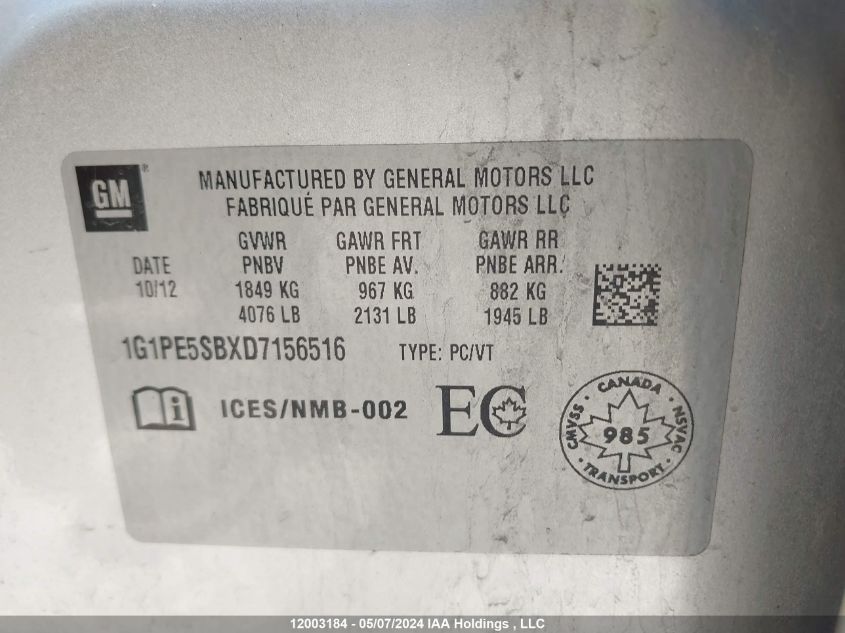 GM
MANUFACTURED BY GENERAL MOTORS LLC
FABRIQUÉ PAR GENERAL MOTORS LLC
GVWR GAWR FRT GAWR RR
DATE PNBV PNBE AV. PNBE ARR.
10/12 1849 KG 967 KG 882 KG
4076 LB 2131 LB 1945 LB
1G1PE5SBXD7156516 TYPE: PC/VT
i ICES/NMB-002 EC
CANADA
CMVSS 985 NSVAC
TRANSPORT
12003184 - 05/07/2024 IAA Holdings , LLC